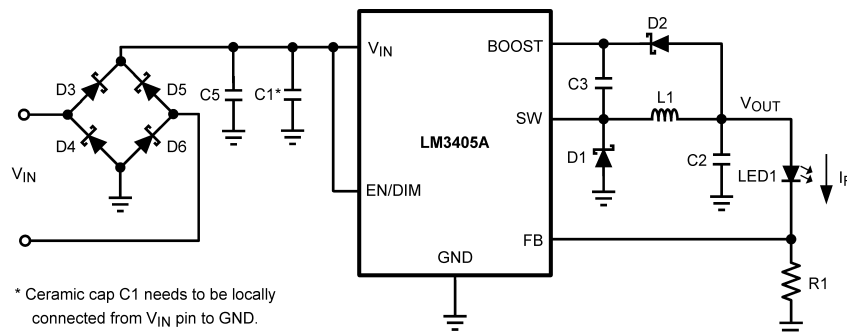 D2
V_IN
BOOST
D3
D5
C5
C1*
C3
L1
V_OUT
SW
LM3405A
D4
D6
D1
C2
V_IN
EN/DIM
LED1
I_F
FB
GND
R1
* Ceramic cap C1 needs to be locally
connected from V_IN pin to GND.